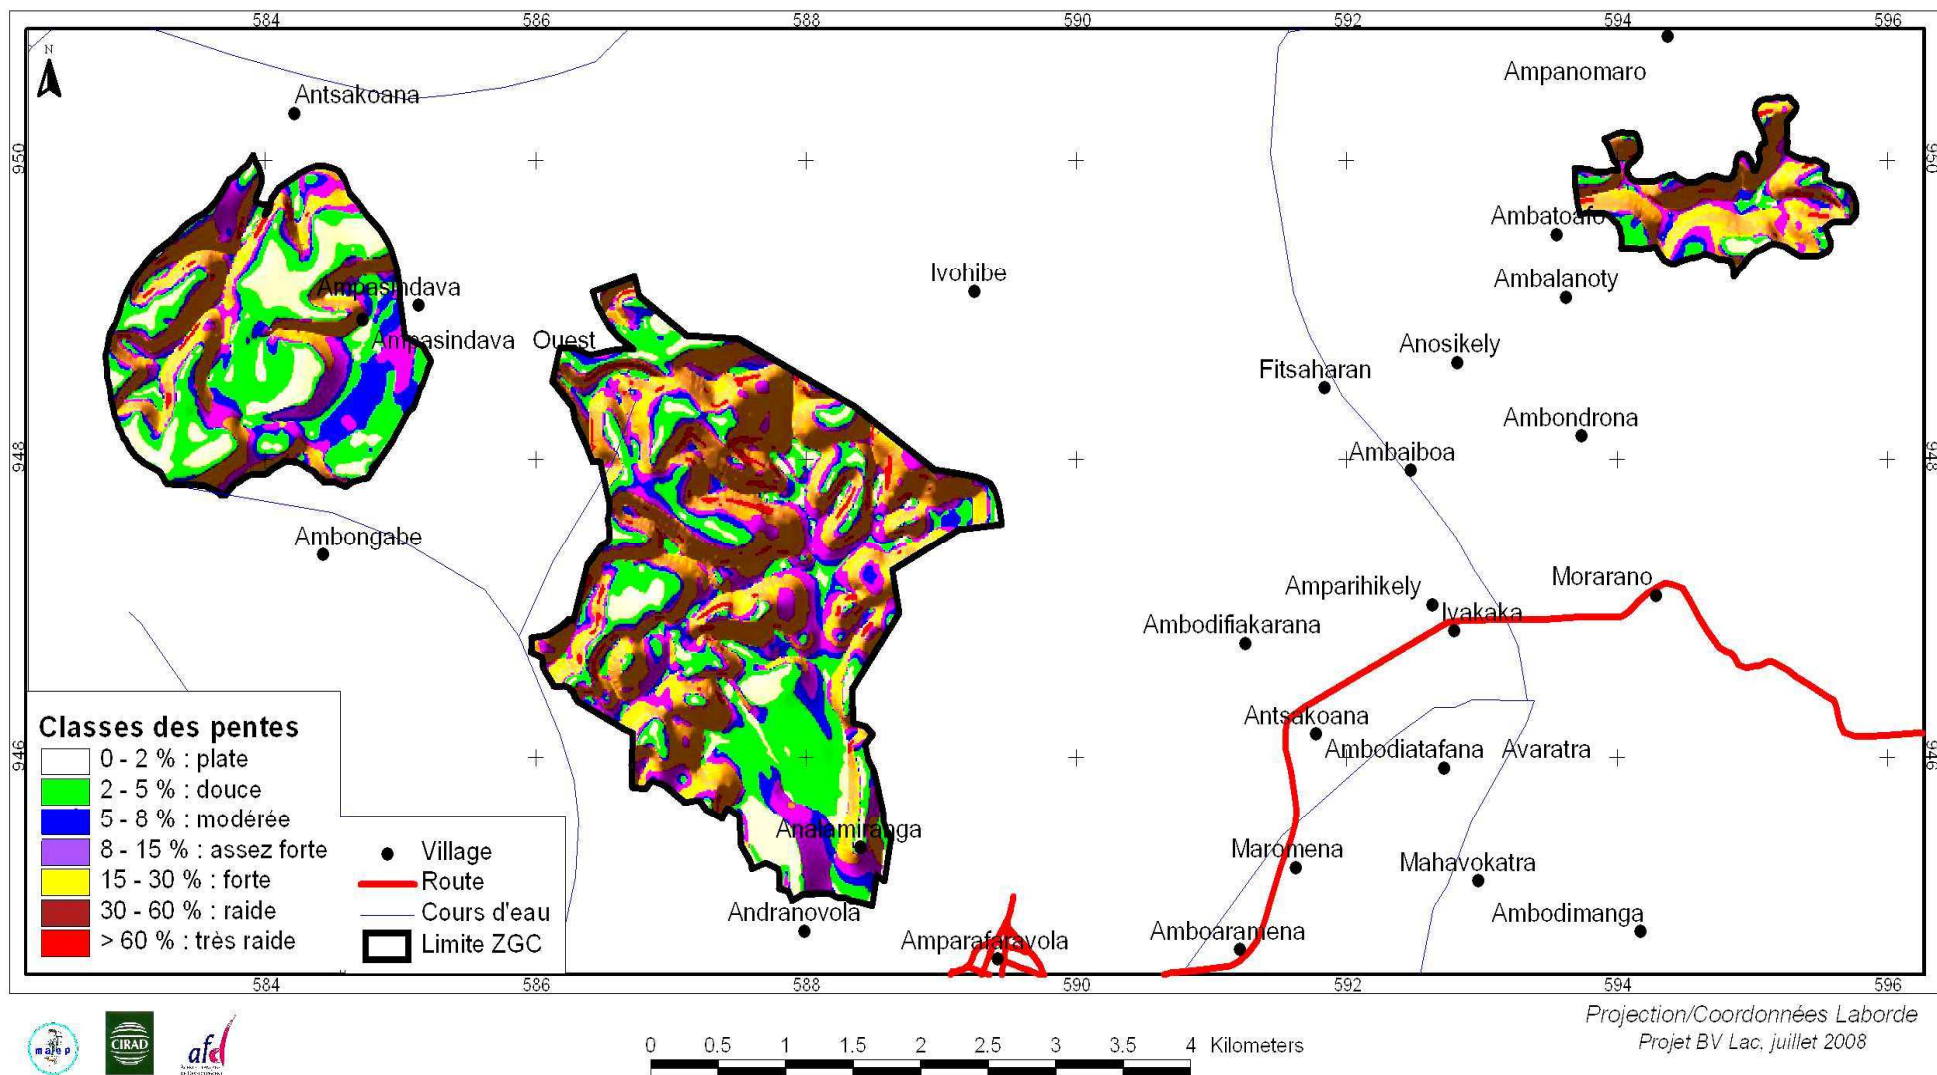 584 586 588 590 592 594 596
N
Ampanomaro
Antsakoana
950 950
Ambatoafo
Ivohibe
Ambalanoty
Ampasindava
Ampasindava Ouest
Anosikely
Fitsaharan
Ambondrona
948 948
Ambaiboa
Ambongabe
Amparihikely
Morarano
Ivakaka
Ambodifiakarana
Antsakoana
Ambodiatafana Avaratra
946 946
Analamiranga
Maromena
Mahavokatra
Andranovola
Ambodimanga
Amparafaravola
Amboaramena
Classes des pentes
0 - 2 % : plate
2 - 5 % : douce
5 - 8 % : modérée
8 - 15 % : assez forte
15 - 30 % : forte
30 - 60 % : raide
> 60 % : très raide
Village
Route
Cours d'eau
Limite ZGC
584 586 588 590 592 594 596
maep
CIRAD
afd
0 0.5 1 1.5 2 2.5 3 3.5 4 Kilometers
Projection/Coordonnées Laborde
Projet BV Lac, juillet 2008